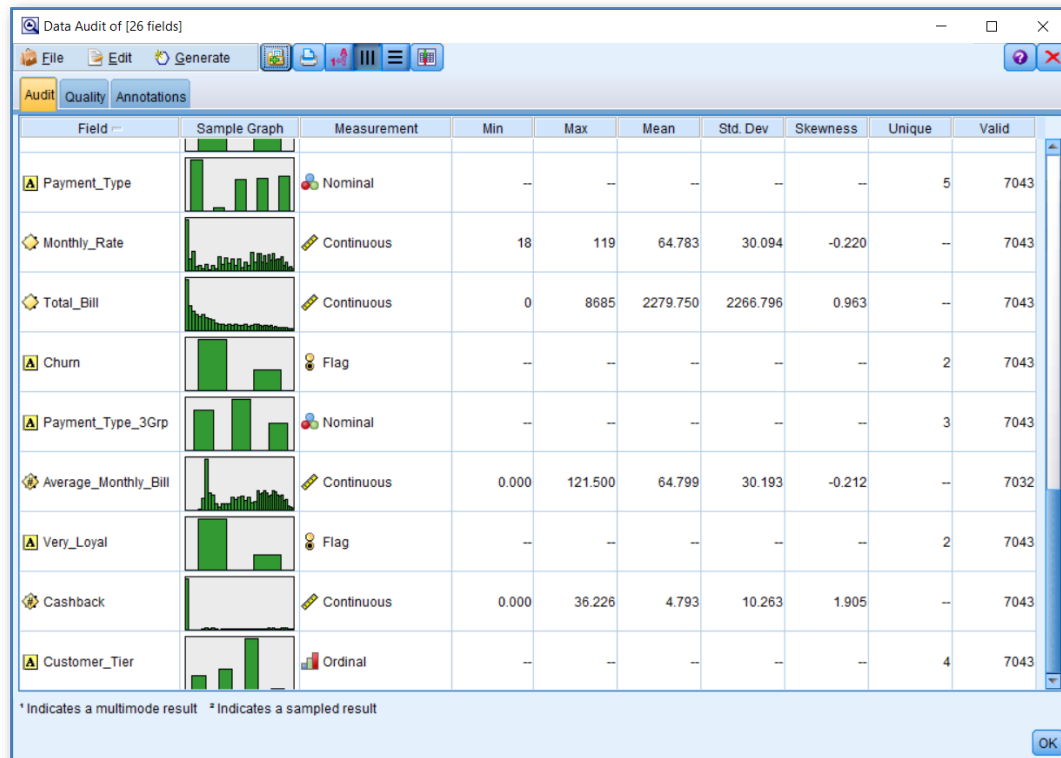 Data Audit of [26 fields]
File Edit Generate
Audit Quality Annotations
Field Sample Graph Measurement Min Max Mean Std. Dev Skewness Unique Valid
A Payment_Type Nominal -- -- -- -- -- 5 7043
Monthly_Rate Continuous 18 119 64.783 30.094 -0.220 -- 7043
Total_Bill Continuous 0 8685 2279.750 2266.796 0.963 -- 7043
A Churn Flag -- -- -- -- -- 2 7043
A Payment_Type_3Grp Nominal -- -- -- -- -- 3 7043
# Average_Monthly_Bill Continuous 0.000 121.500 64.799 30.193 -0.212 -- 7032
A Very_Loyal Flag -- -- -- -- -- 2 7043
# Cashback Continuous 0.000 36.226 4.793 10.263 1.905 -- 7043
A Customer_Tier Ordinal -- -- -- -- -- 4 7043
¹ Indicates a multimode result ² Indicates a sampled result
OK